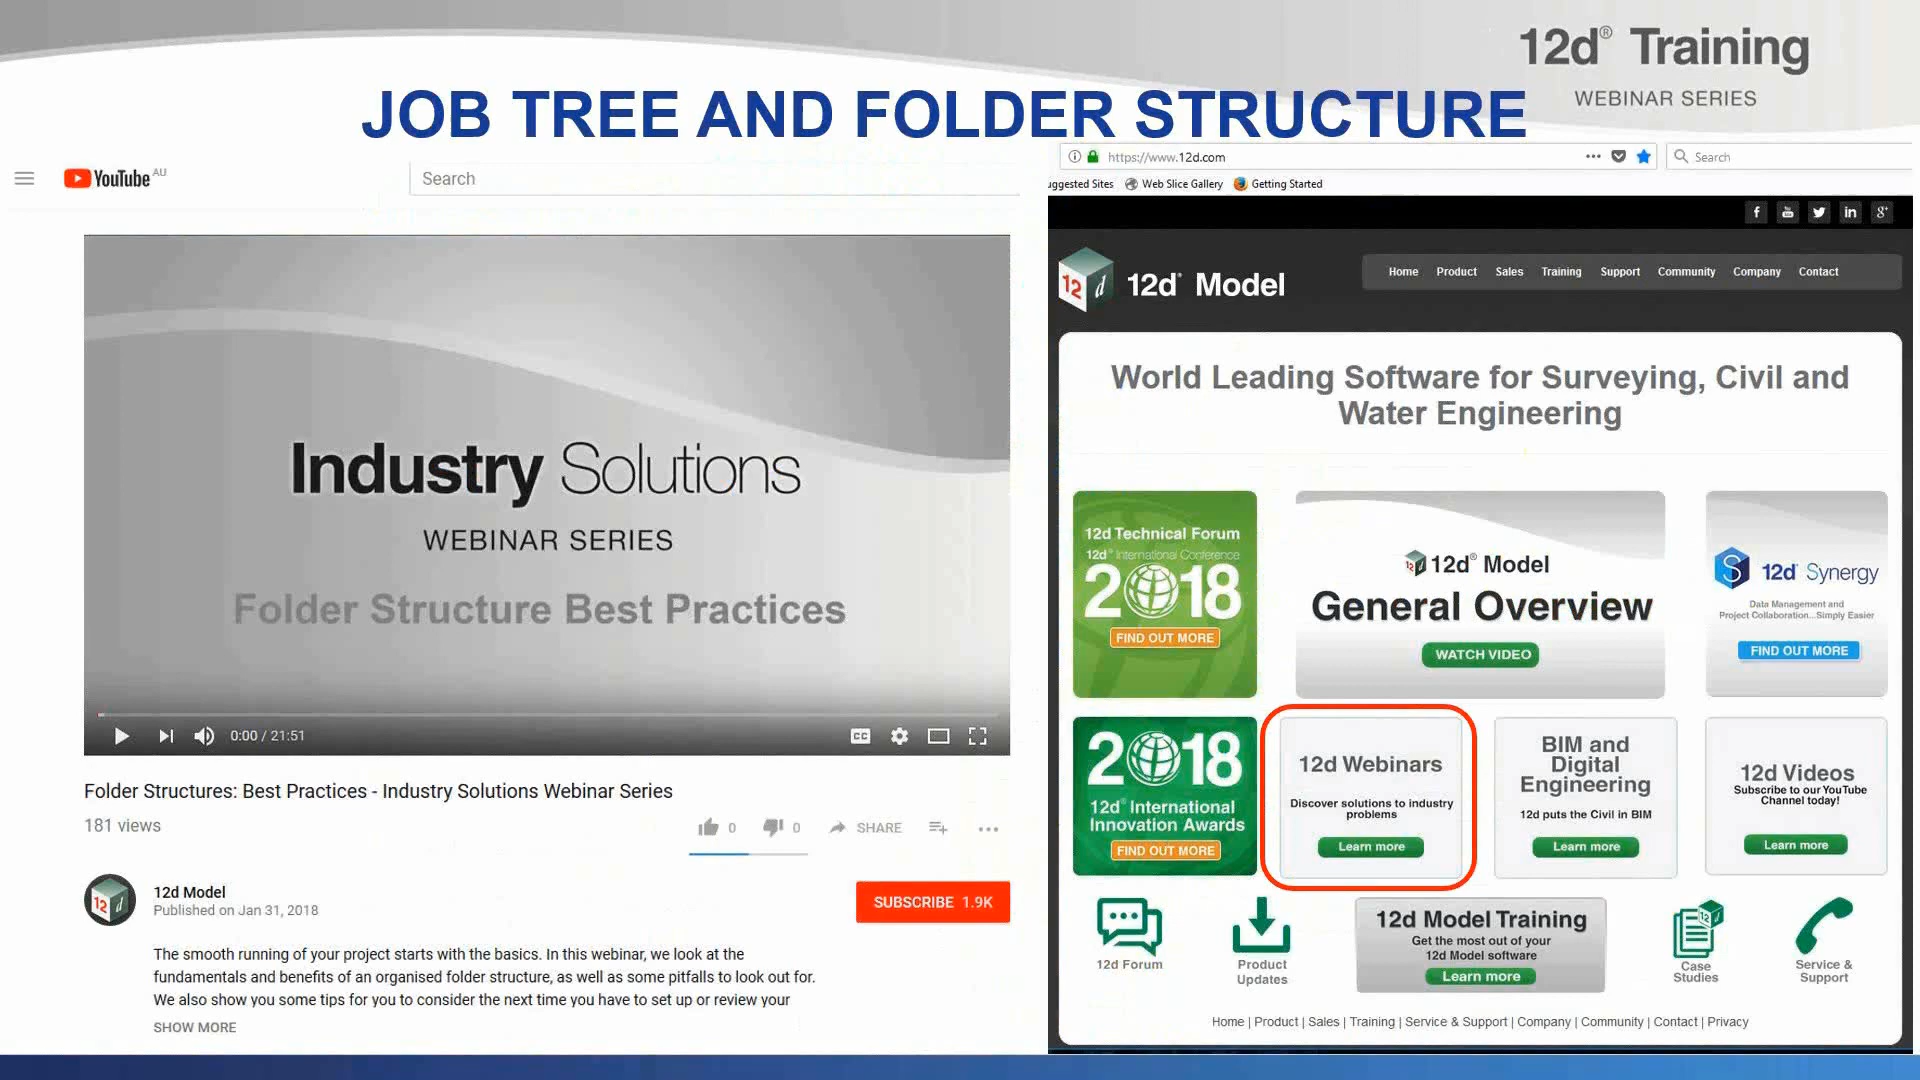 12d® Training
WEBINAR SERIES
JOB TREE AND FOLDER STRUCTURE
YouTube AU
Search
Industry Solutions
WEBINAR SERIES
Folder Structure Best Practices
0:00 / 21:51
CC
Folder Structures: Best Practices - Industry Solutions Webinar Series
181 views
0
0
SHARE
12d Model
Published on Jan 31, 2018
SUBSCRIBE 1.9K
The smooth running of your project starts with the basics. In this webinar, we look at the
fundamentals and benefits of an organised folder structure, as well as some pitfalls to look out for.
We also show you some tips for you to consider the next time you have to set up or review your
SHOW MORE
https://www.12d.com
Search
uggested Sites Web Slice Gallery Getting Started
12d® Model
Home Product Sales Training Support Community Company Contact
World Leading Software for Surveying, Civil and
Water Engineering
12d Technical Forum
12d® International Conference
2018
FIND OUT MORE
12d® Model
General Overview
WATCH VIDEO
12d® Synergy
Data Management and
Project Collaboration...Simply Easier
FIND OUT MORE
2018
12d® International
Innovation Awards
FIND OUT MORE
12d Webinars
Discover solutions to industry
problems
Learn more
BIM and
Digital
Engineering
12d puts the Civil in BIM
Learn more
12d Videos
Subscribe to our YouTube
Channel today!
Learn more
12d Forum
Product
Updates
12d Model Training
Get the most out of your
12d Model software
Learn more
Case
Studies
Service &
Support
Home | Product | Sales | Training | Service & Support | Company | Community | Contact | Privacy